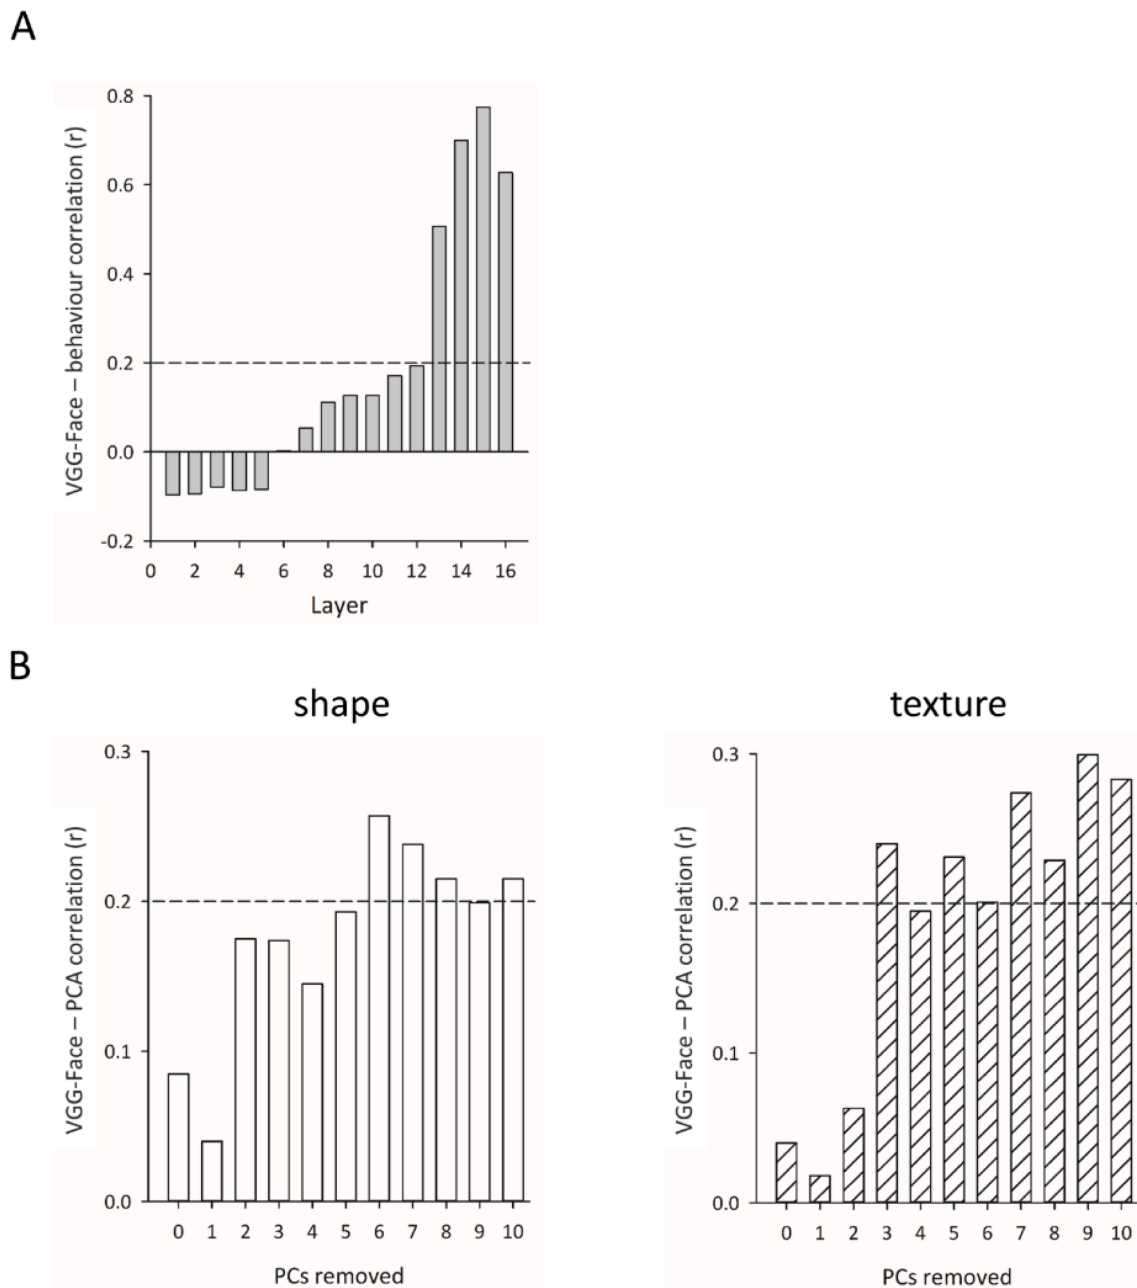 A
VGG-Face – behaviour correlation (r)
0.8
0.6
0.4
0.2
0.0
-0.2
0 2 4 6 8 10 12 14 16
Layer
B
shape
VGG-Face – PCA correlation (r)
0.3
0.2
0.1
0.0
0 1 2 3 4 5 6 7 8 9 10
PCs removed
texture
VGG-Face – PCA correlation (r)
0.3
0.2
0.1
0.0
0 1 2 3 4 5 6 7 8 9 10
PCs removed